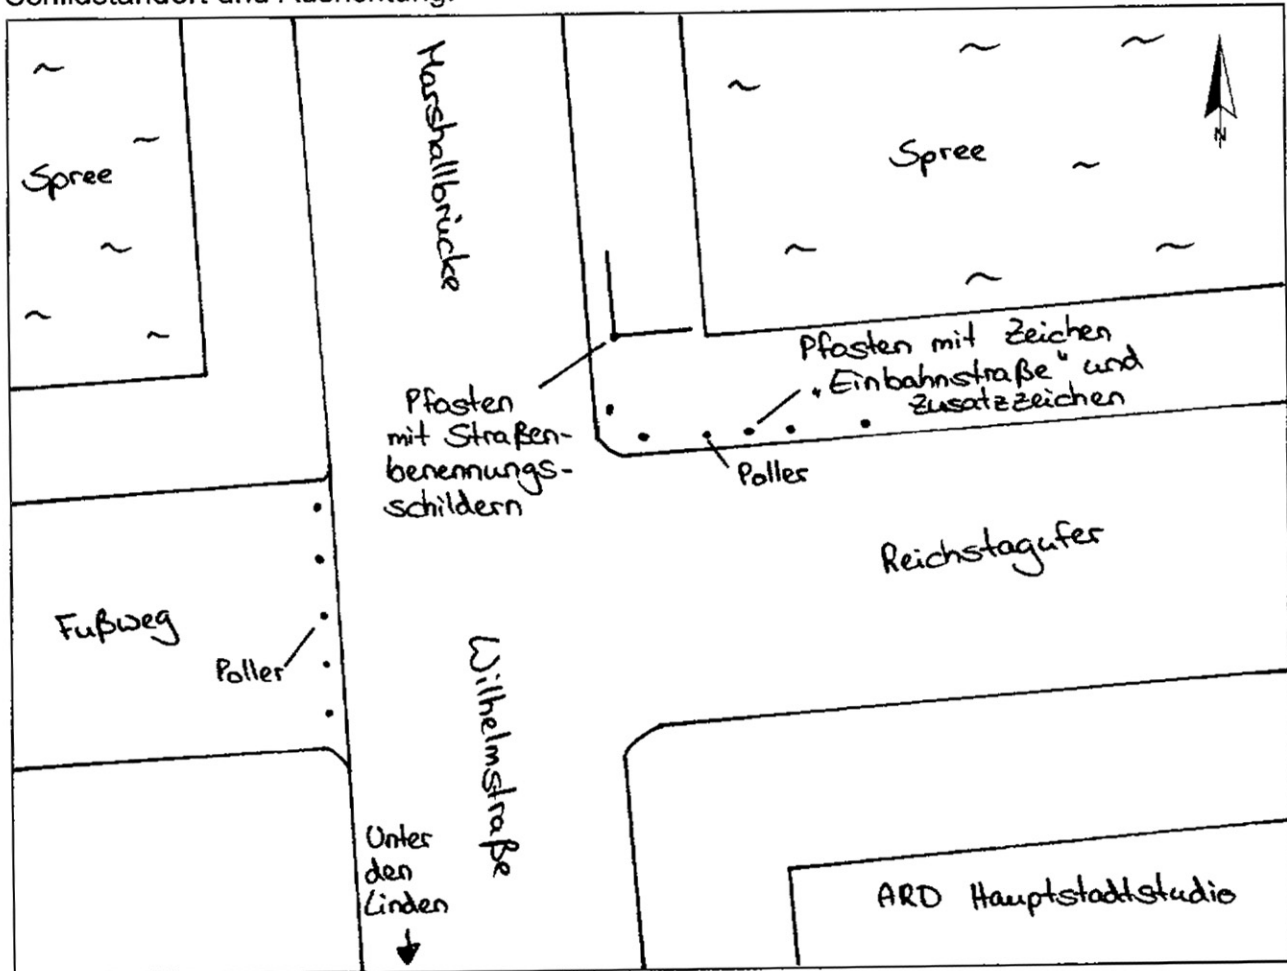 Schildstandort und Ausrichtung:
Marshallbrücke
Spree
Spree
N
Pfosten mit Zeichen
"Einbahnstraße" und
Zusatzzeichen
Pfosten
mit Straßen-
benennungs-
schildern
Poller
Reichstagufer
Fußweg
Poller
Wilhelmstraße
Unter
den
Linden
ARD Hauptstadtstudio